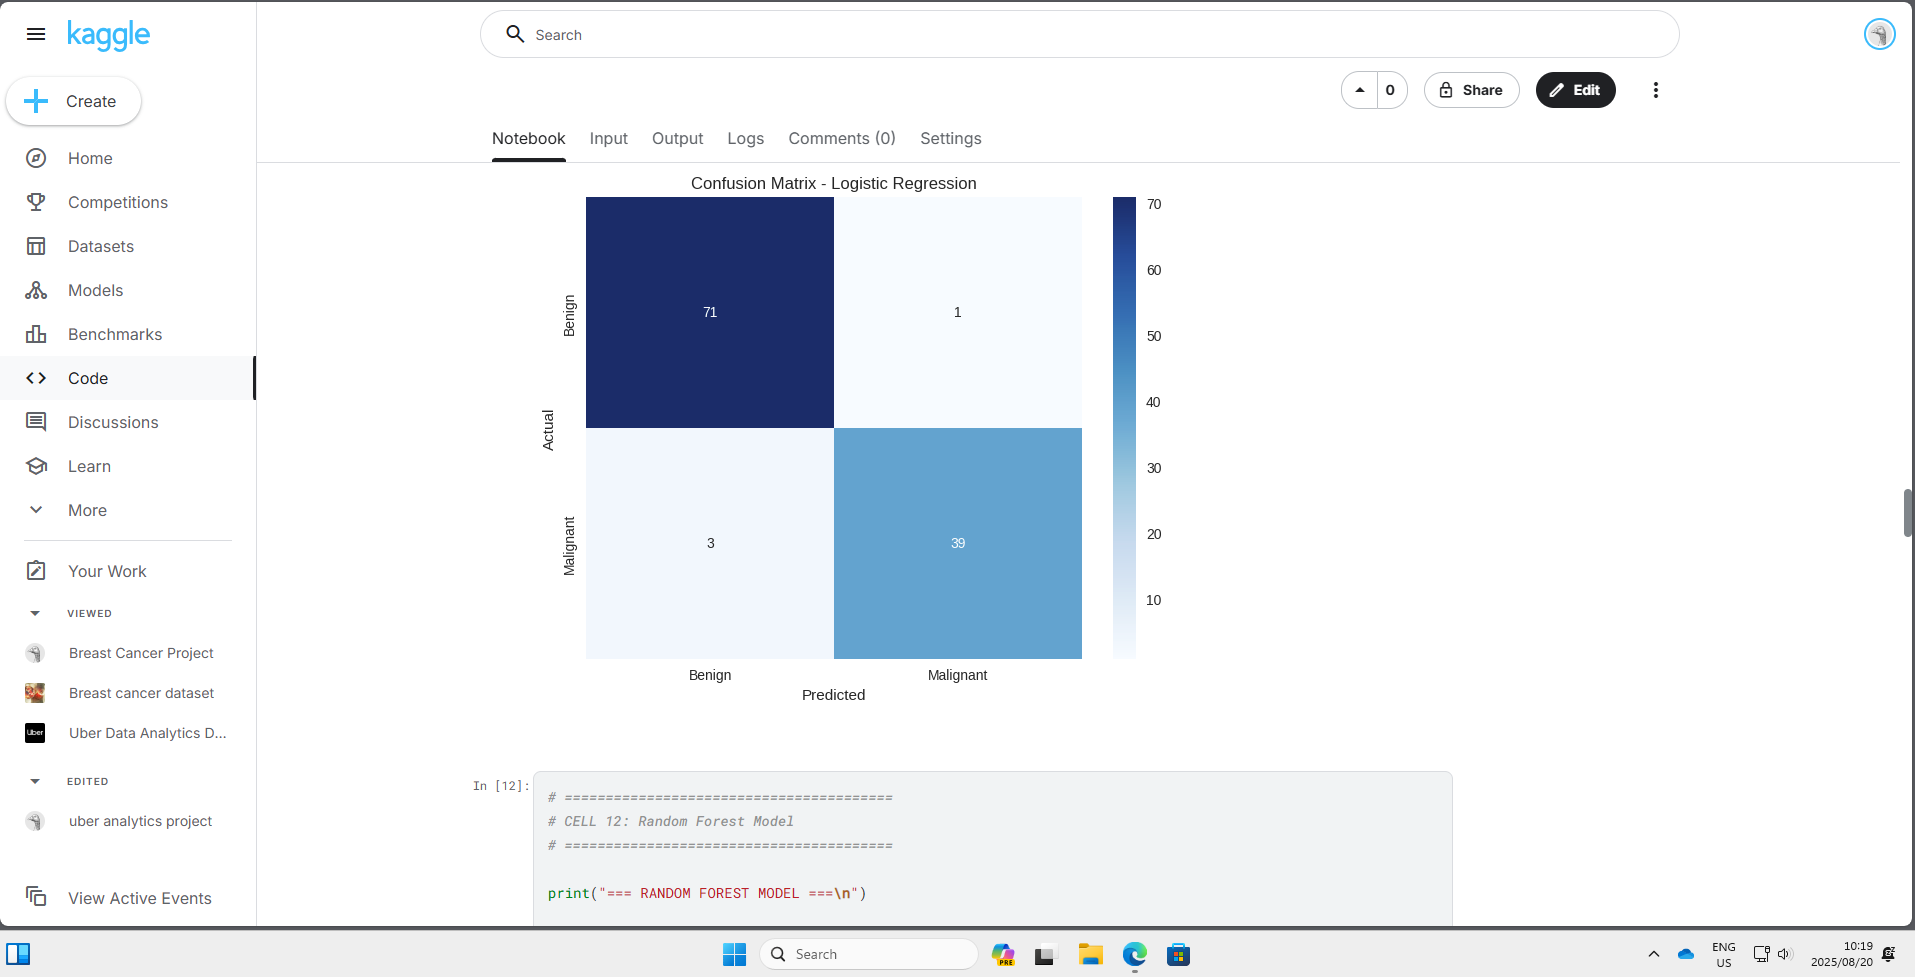 kaggle
Search
Create
0
Share
Edit
Home
Competitions
Datasets
Models
Benchmarks
Code
Discussions
Learn
More
Your Work
VIEWED
Breast Cancer Project
Breast cancer dataset
Uber
Uber Data Analytics D...
EDITED
uber analytics project
View Active Events
Notebook Input Output Logs Comments (0) Settings
Confusion Matrix - Logistic Regression
Benign
Actual
Malignant
71 1
3 39
Benign Malignant
Predicted
70
60
50
40
30
20
10
In [12]:
# ========================================
# CELL 12: Random Forest Model
# ========================================
print("=== RANDOM FOREST MODEL ===\n")
Search
PRE
ENG
US
10:19
2025/08/20